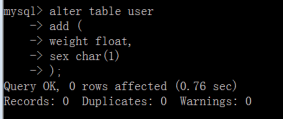 mysql> alter table user
-> add (
-> weight float,
-> sex char(1)
-> );
Query OK, 0 rows affected (0.76 sec)
Records: 0  Duplicates: 0  Warnings: 0